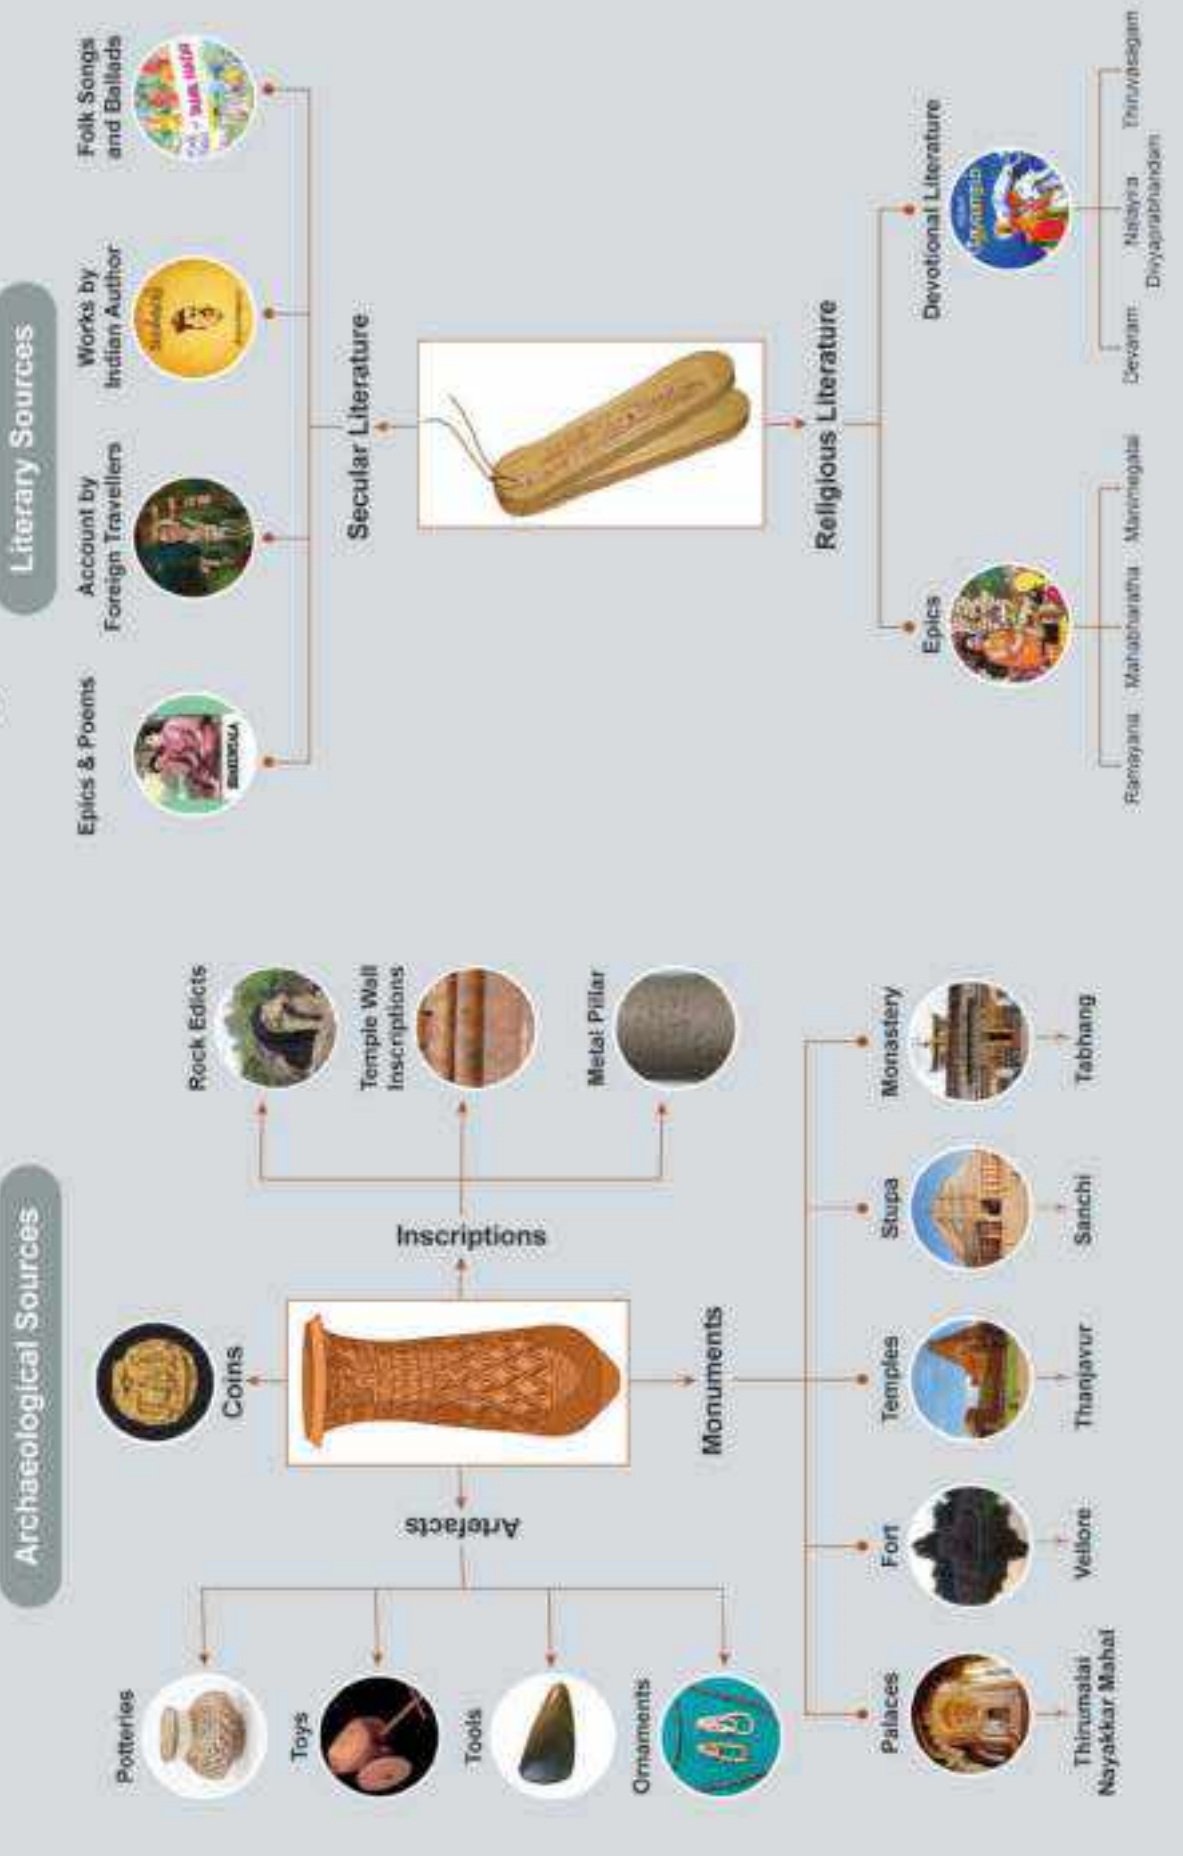 Archaeological Sources
Coins
Potteries
Toys
Tools
Ornaments
Artefacts
Inscriptions
Rock Edicts
Temple Wall
Inscriptions
Metal Pillar
Monuments
Palaces
Fort
Temples
Stupa
Monastery
Thirumalai
Nayakkar Mahal
Vellore
Thanjavur
Sanchi
Tabhang
Literary Sources
Epics & Poems
Account by
Foreign Travellers
Works by
Indian Author
Folk Songs
and Ballads
SHAKUNTALA
Secular Literature
Religious Literature
Epics
Devotional Literature
Ramayana
Mahabharatha
Manimegalai
Devaram
Nalayira
Divyaprabhandam
Thiruvasagam